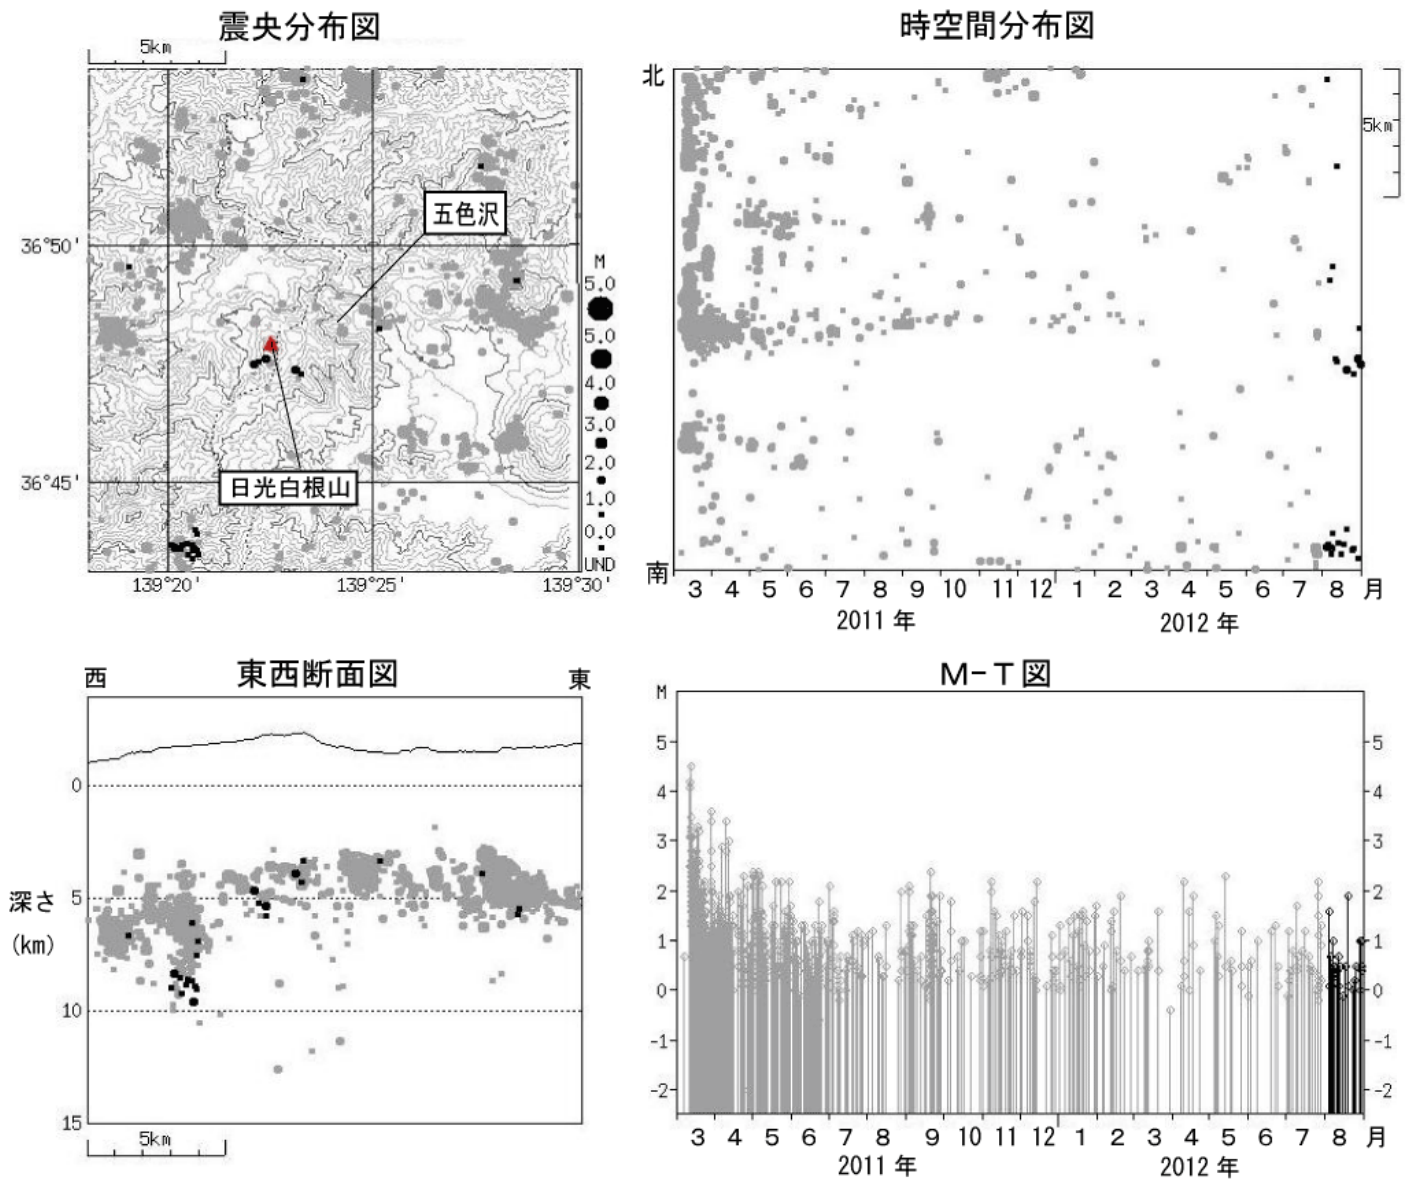 震央分布図
5km
五色沢
36°50'
日光白根山
36°45'
139°20'
139°25'
139°30'
M
5.0
5.0
4.0
3.0
2.0
1.0
0.0
UND
時空間分布図
北
5km
南
3 4 5 6 7 8 9 10 11 12 1 2 3 4 5 6 7 8 月
2011 年
2012 年
東西断面図
西
東
0
5
10
15
深さ
(km)
5km
M-T図
M
5
4
3
2
1
0
-1
-2
5
4
3
2
1
0
-1
-2
3 4 5 6 7 8 9 10 11 12 1 2 3 4 5 6 7 8 月
2011 年
2012 年